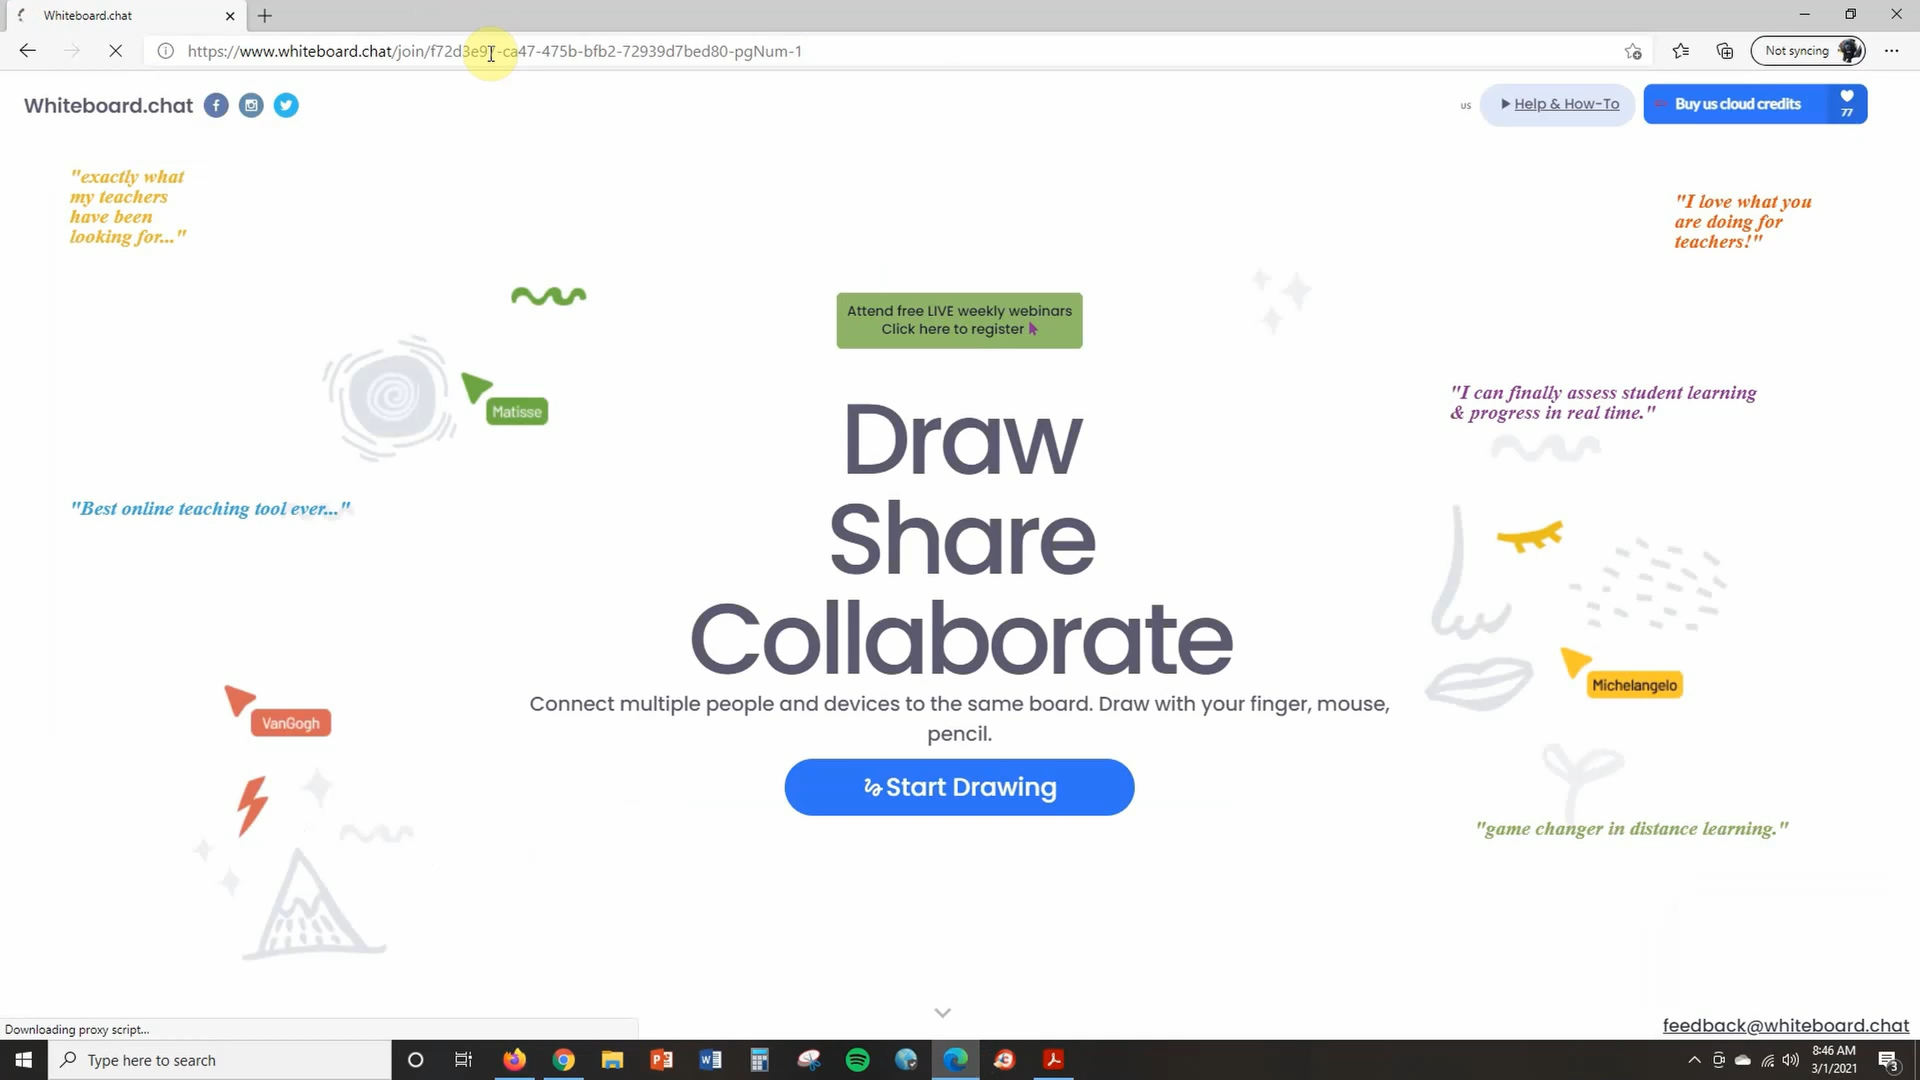 Whiteboard.chat
https://www.whiteboard.chat/join/f72d3e97-ca47-475b-bfb2-72939d7bed80-pgNum-1
Not syncing
Whiteboard.chat
us
Help & How-To
Buy us cloud credits
77
"exactly what
my teachers
have been
looking for..."
"I love what you
are doing for
teachers!"
Attend free LIVE weekly webinars
Click here to register
Matisse
"I can finally assess student learning
& progress in real time."
Draw
Share
Collaborate
"Best online teaching tool ever..."
Michelangelo
VanGogh
Connect multiple people and devices to the same board. Draw with your finger, mouse,
pencil.
Start Drawing
"game changer in distance learning."
feedback@whiteboard.chat
Downloading proxy script...
Type here to search
8:46 AM
3/1/2021
3